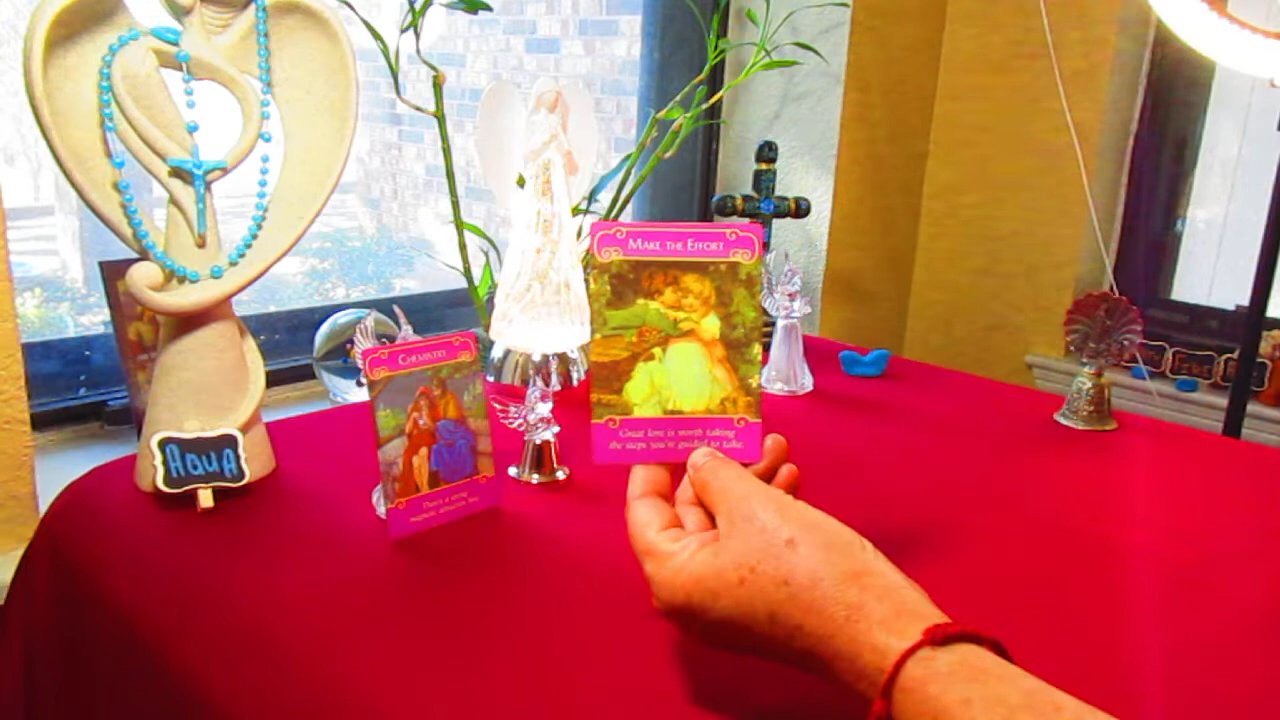 MAKE THE EFFORT
Great love is worth taking
the steps you're guided to take.
CHEMISTRY
There's a strong
magnetic attraction here.
AQUA